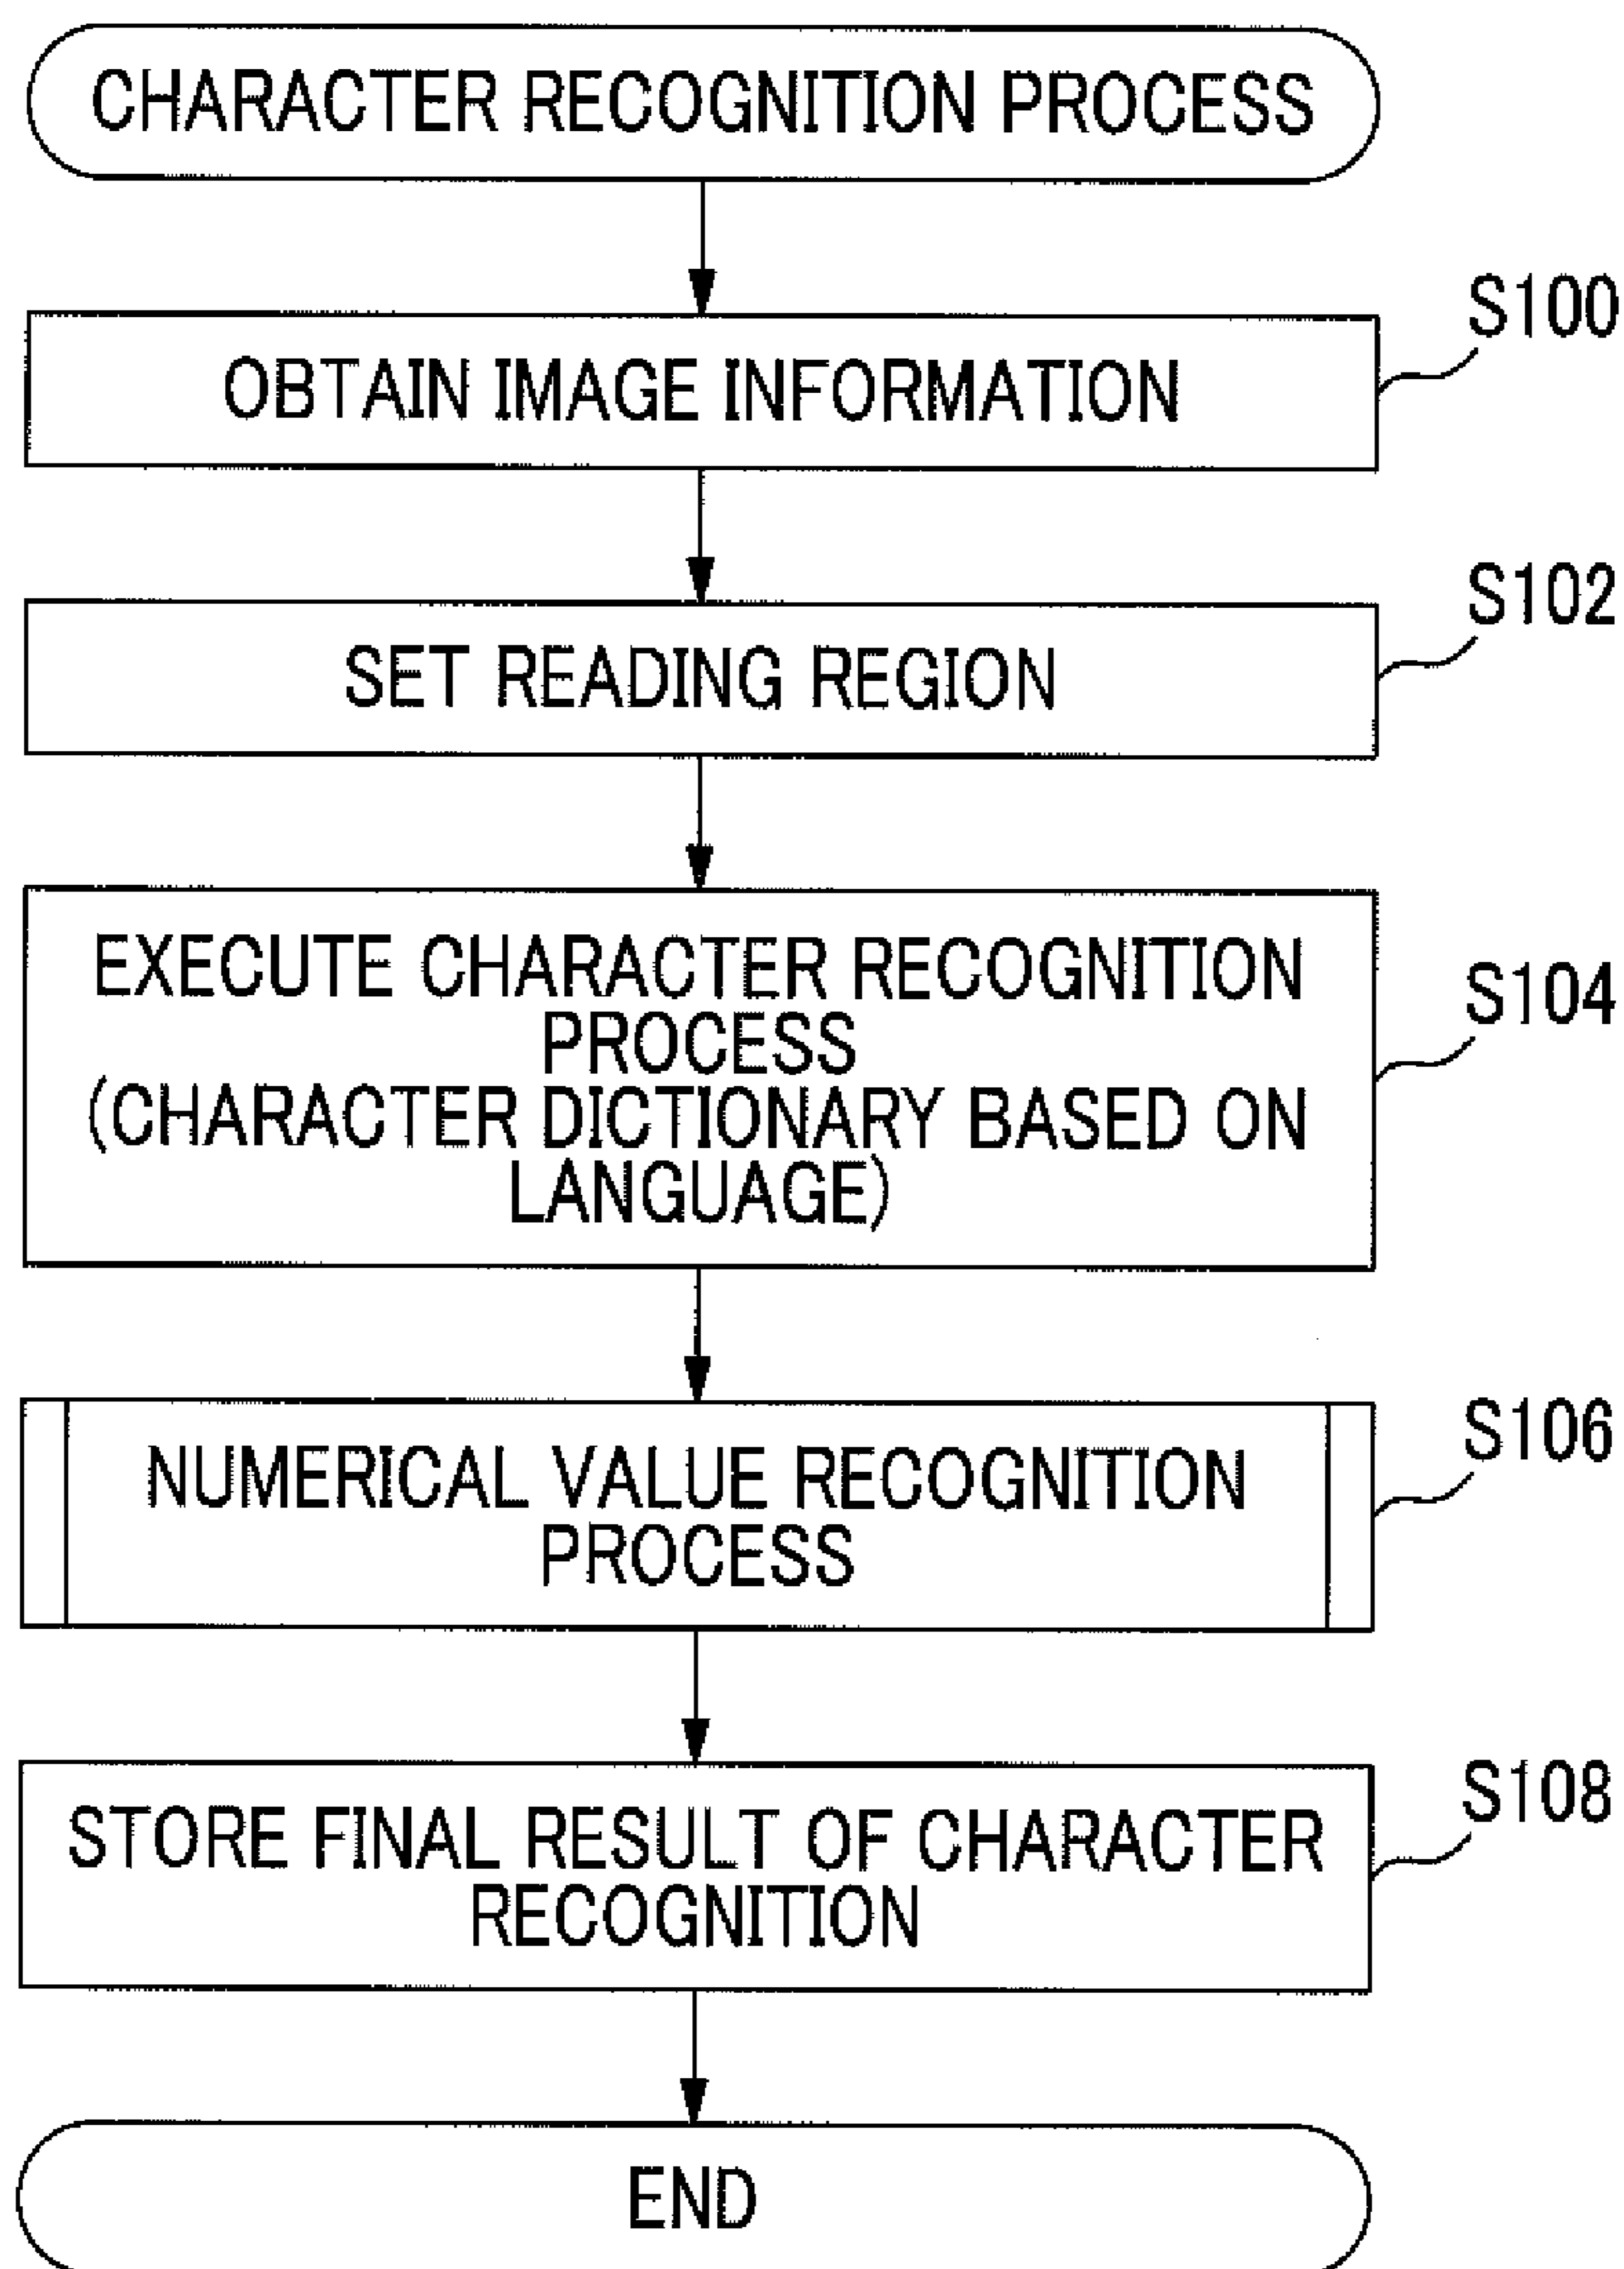 CHARACTER RECOGNITION PROCESS
S100
OBTAIN IMAGE INFORMATION
S102
SET READING REGION
S104
EXECUTE CHARACTER RECOGNITION
PROCESS
(CHARACTER DICTIONARY BASED ON
LANGUAGE)
S106
NUMERICAL VALUE RECOGNITION
PROCESS
S108
STORE FINAL RESULT OF CHARACTER
RECOGNITION
END